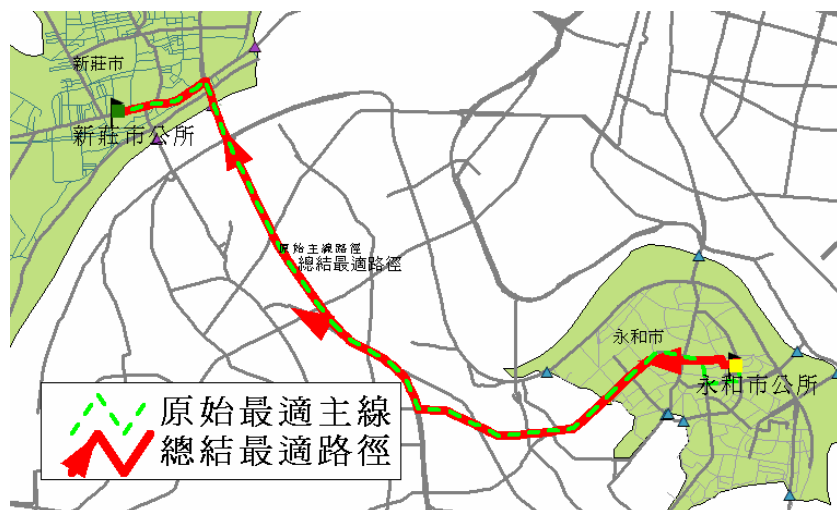 新莊市
新莊市公所
原始主線路徑
總結最適路徑
永和市
永和市公所
原始最適主線
總結最適路徑